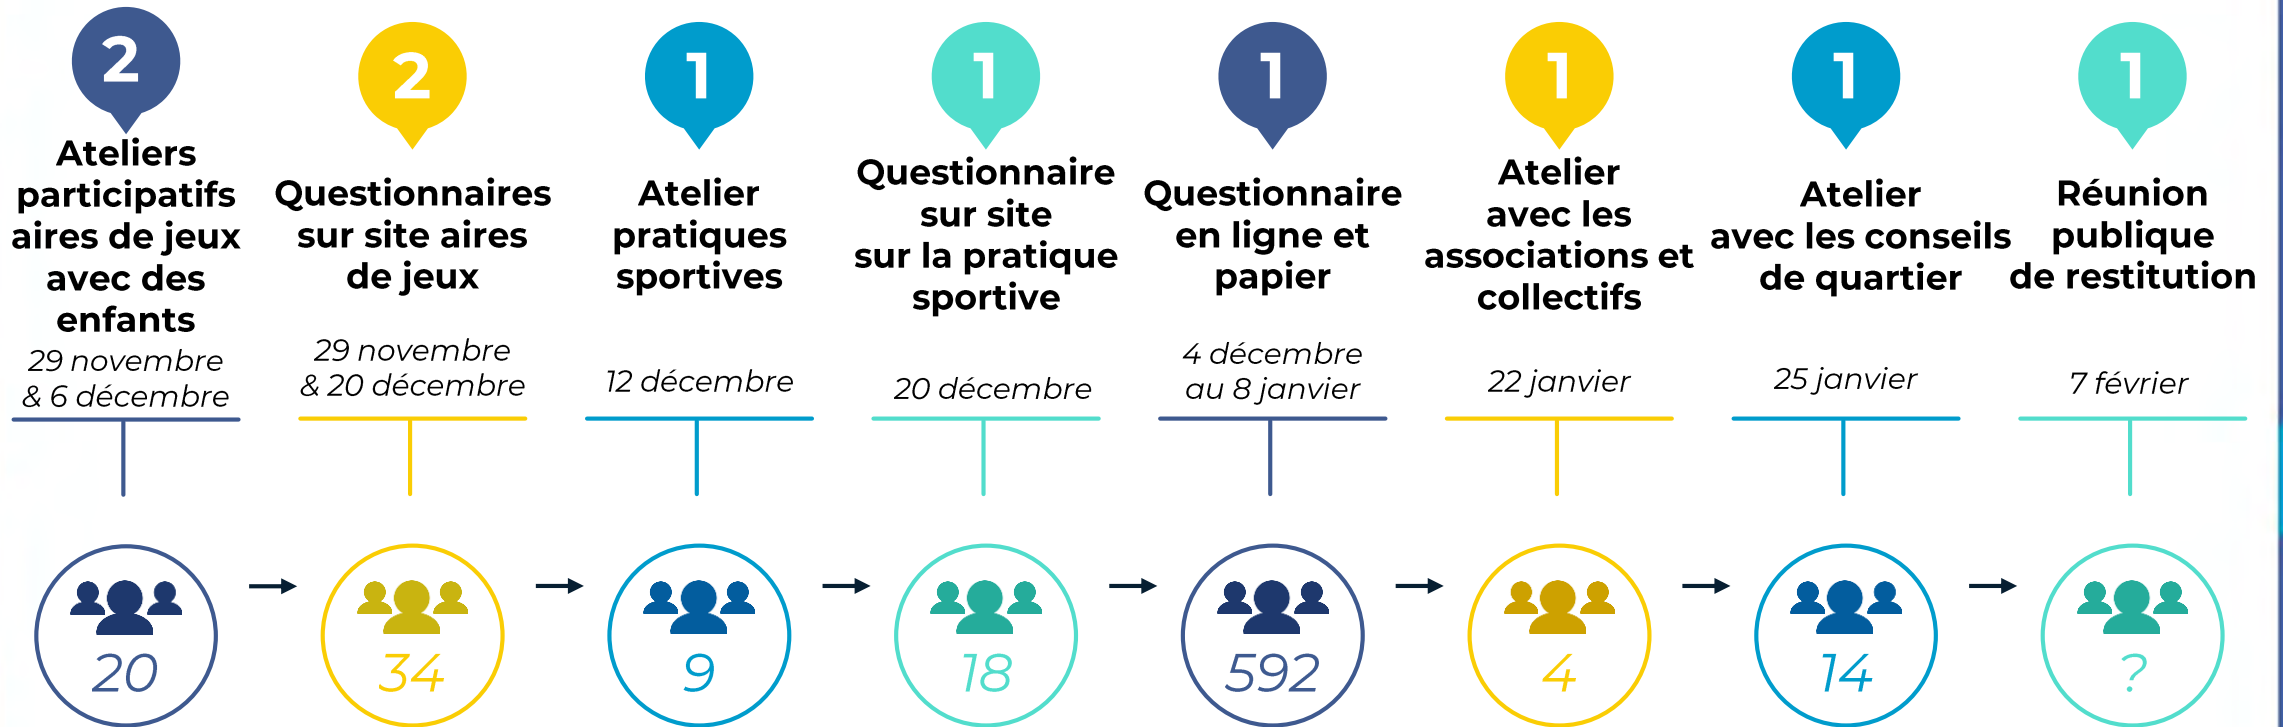 2
Ateliers
participatifs
aires de jeux
avec des
enfants
29 novembre
& 6 décembre
20
2
Questionnaires
sur site aires
de jeux
29 novembre
& 20 décembre
34
1
Atelier
pratiques
sportives
12 décembre
9
1
Questionnaire
sur site
sur la pratique
sportive
20 décembre
18
1
Questionnaire
en ligne et
papier
4 décembre
au 8 janvier
592
1
Atelier
avec les
associations et
collectifs
22 janvier
4
1
Atelier
avec les conseils
de quartier
25 janvier
14
1
Réunion
publique
de restitution
7 février
?